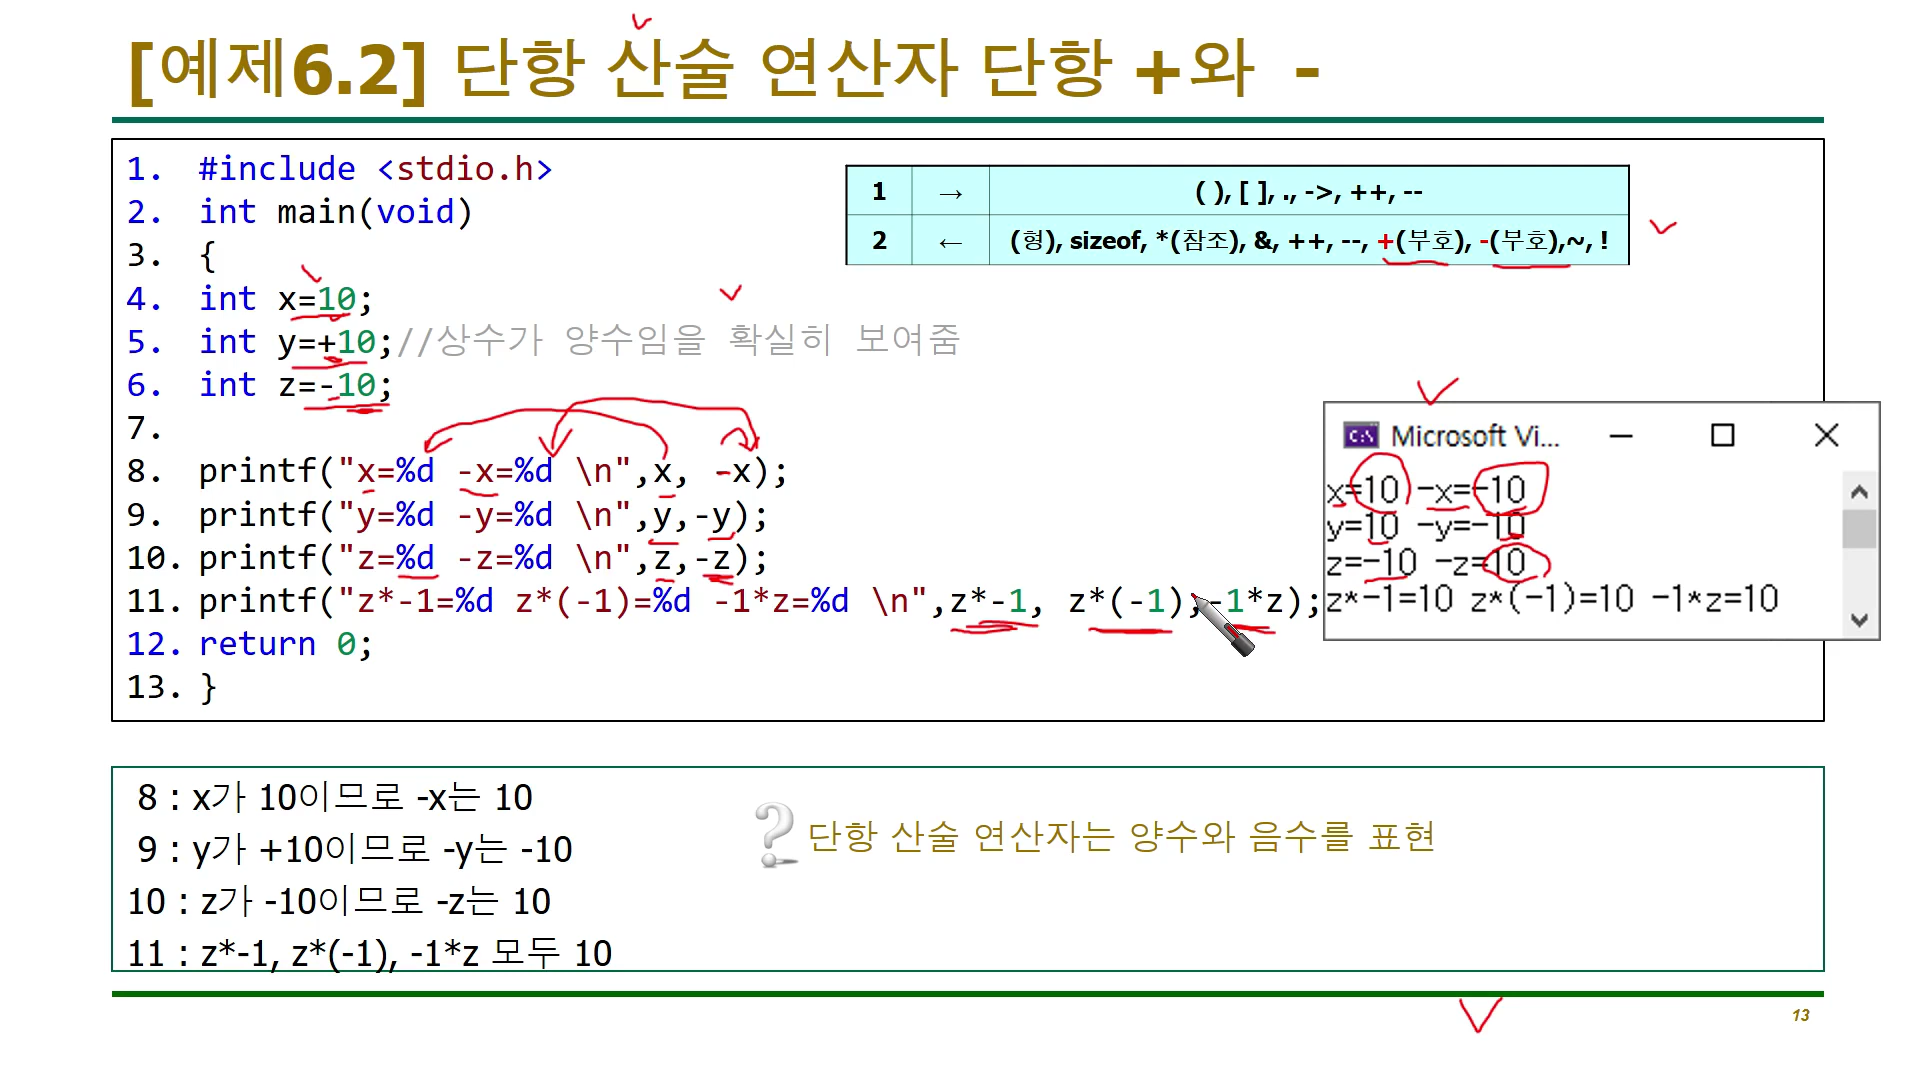 [예제6.2] 단항 산술 연산자 단항 +와 -
1. #include <stdio.h>
2. int main(void)
3. {
4. int x=10;
5. int y=+10;//상수가 양수임을 확실히 보여줌
6. int z=-10;
7.
8. printf("x=%d -x=%d \n",x, -x);
9. printf("y=%d -y=%d \n",y,-y);
10. printf("z=%d -z=%d \n",z,-z);
11. printf("z*-1=%d z*(-1)=%d -1*z=%d \n",z*-1, z*(-1),-1*z);
12. return 0;
13. }
1 → ( ), [ ], ., ->, ++, --
2 ← (형), sizeof, *(참조), &, ++, --, +(부호), -(부호),~, !
Microsoft Vi...
x=10 -x=-10
y=10 -y=-10
z=-10 -z=10
z*-1=10 z*(-1)=10 -1*z=10
8 : x가 10이므로 -x는 10
9 : y가 +10이므로 -y는 -10
10 : z가 -10이므로 -z는 10
11 : z*-1, z*(-1), -1*z 모두 10
단항 산술 연산자는 양수와 음수를 표현
13